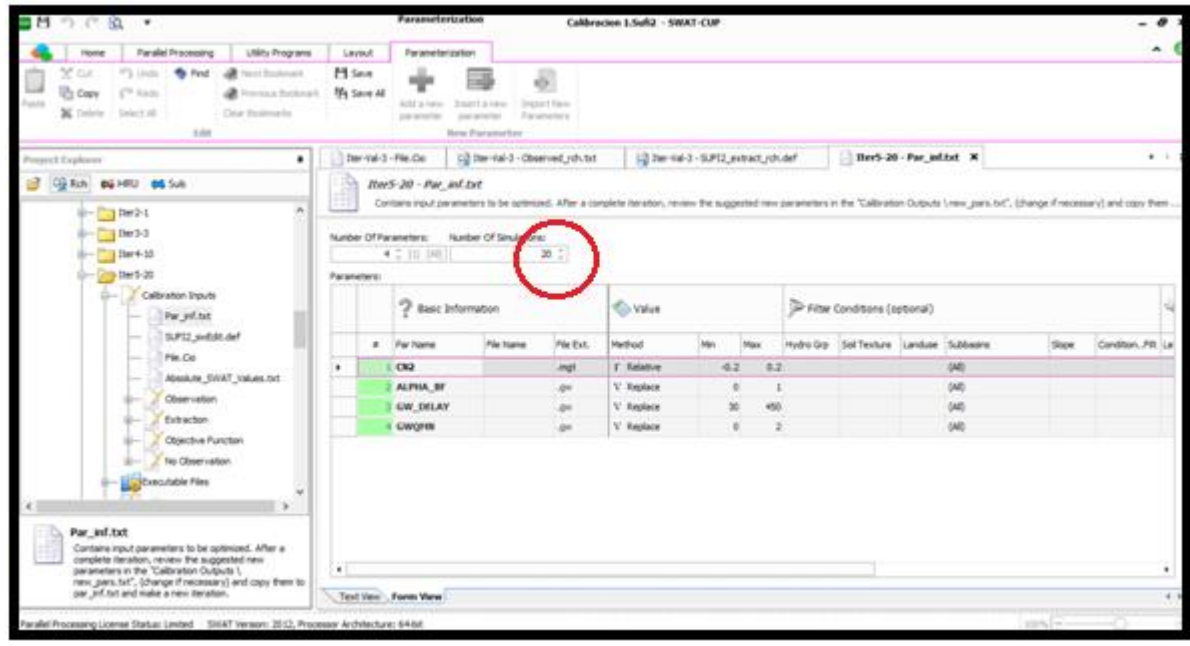 Parameterization
Calibracion 1.Sufi2 - SWAT-CUP
Home Parallel Processing Utility Programs Layout Parameterization
Paste
Cut Undo Find Next Bookmark Save
Copy Redo Previous Bookmark Save All
Delete Select All Clear Bookmarks
Add a new parameter
Insert a new parameter
Import New Parameters
Edit
New Parameter
Project Explorer
Iter-Val-3 - File.Cio Iter-Val-3 - Observed_rch.txt Iter-Val-3 - SUFI2_extract_rch.def Iter5-20 - Par_inf.txt
Rch HRU Sub
Iter5-20 - Par_inf.txt
Contains input parameters to be optimized. After a complete iteration, review the suggested new parameters in the "Calibration Outputs \new_pars.txt", (change if necessary) and copy them ...
Iter2-1
Iter3-3
Iter4-10
Iter5-20
Calibration Inputs
Par_inf.txt
SUFI2_swEdit.def
File.Cio
Absolute_SWAT_Values.txt
Observation
Extraction
Objective Function
No Observation
Executable Files
Number Of Parameters: Number Of Simulations:
4 [1] [All] 20
Parameters:
Basic Information Value Filter Conditions (optional)
# Par Name File Name File Ext. Method Min Max Hydro Grp Soil Texture Landuse Subbasins Slope Condition.. PlR La
1 CN2 .mgt r Relative -0.2 0.2 (All)
2 ALPHA_BF .gw V Replace 0 1 (All)
3 GW_DELAY .gw V Replace 30 450 (All)
4 GWQMN .gw V Replace 0 2 (All)
Par_inf.txt
Contains input parameters to be optimized. After a
complete iteration, review the suggested new
parameters in the "Calibration Outputs \
new_pars.txt", (change if necessary) and copy them to
par_inf.txt and make a new iteration.
Text View Form View
Parallel Processing License Status: Limited SWAT Version: 2012, Processor Architecture: 64-bit
100%